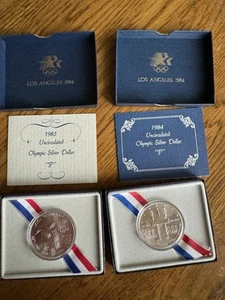 LOS ANGELES 1984
LOS ANGELES 1984
1983
Uncirculated
Olympic Silver Dollar
1984
Uncirculated
Olympic Silver Dollar